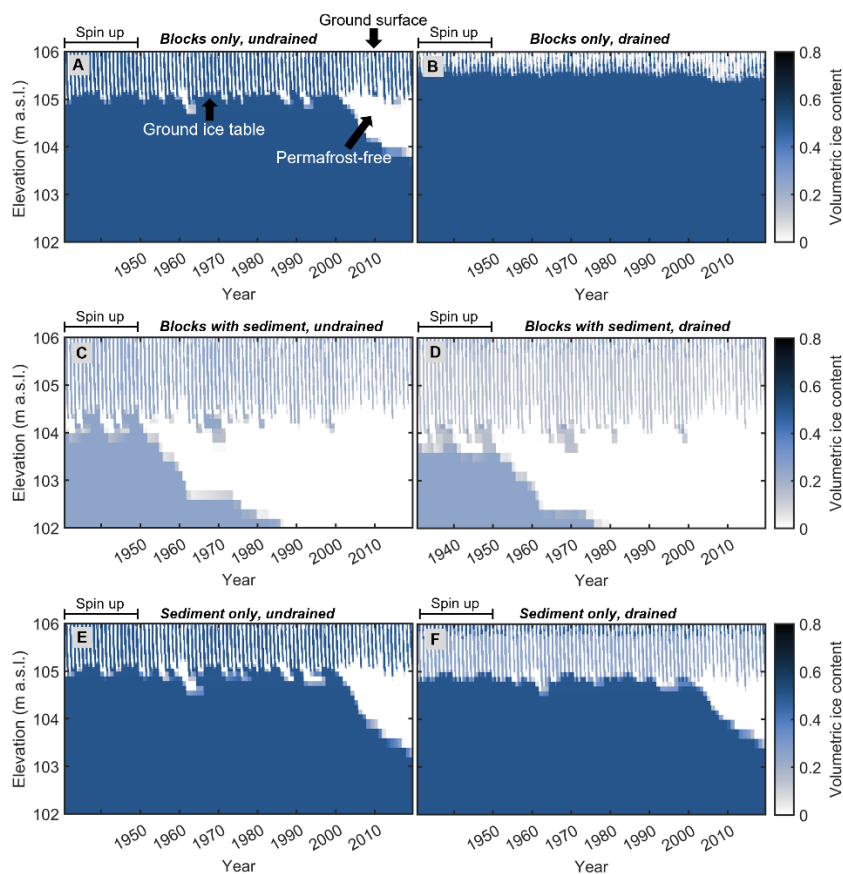 Ground surface
Spin up
Blocks only, undrained
Blocks only, drained
106
105
104
103
102
Elevation (m a.s.l.)
A
Ground ice table
Permafrost-free
B
0.8
0.6
0.4
0.2
0
Volumetric ice content
1950
1960
1970
1980
1990
2000
2010
Year
1950
1960
1970
1980
1990
2000
2010
Year
Spin up
Blocks with sediment, undrained
Spin up
Blocks with sediment, drained
106
105
104
103
102
Elevation (m a.s.l.)
C
D
0.8
0.6
0.4
0.2
0
Volumetric ice content
1950
1960
1970
1980
1990
2000
2010
Year
1940
1950
1960
1970
1980
1990
2000
2010
Year
Spin up
Sediment only, undrained
Spin up
Sediment only, drained
106
105
104
103
102
Elevation (m a.s.l.)
E
F
0.8
0.6
0.4
0.2
0
Volumetric ice content
1950
1960
1970
1980
1990
2000
2010
Year
1950
1960
1970
1980
1990
2000
2010
Year